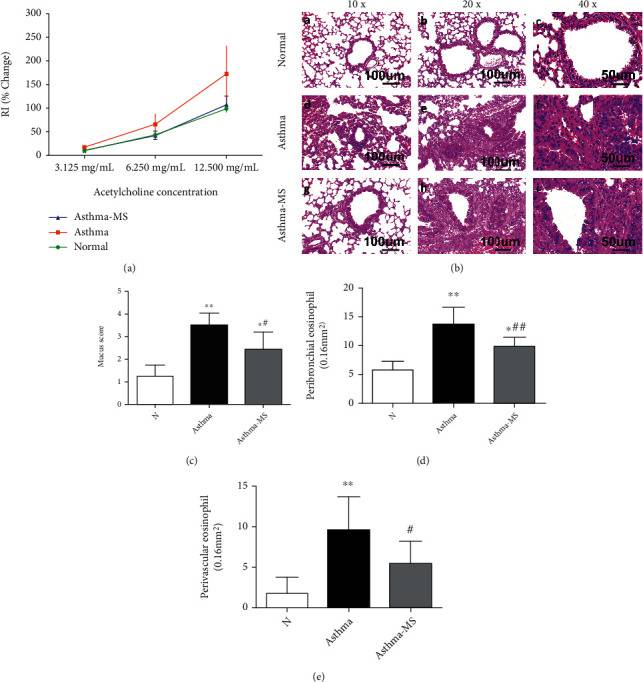 300
250
200
150
100
50
0
RI (% Change)
3.125 mg/mL
6.250 mg/mL
12.500 mg/mL
Acetylcholine concentration
Asthma-MS
Asthma
Normal
(a)
10 x
20 x
40 x
Normal
a
100um
b
100um
c
50um
Asthma
d
100um
e
100um
50um
Asthma-MS
g
100um
h
100um
i
50um
(b)
5
4
3
2
1
0
Mucus score
**
*#
N
Asthma
Asthma-MS
(c)
20
15
10
5
0
Peribronchial eosinophil
(0.16mm²)
**
*##
N
Asthma
Asthma-MS
(d)
15
10
5
0
Perivascular eosinophil
(0.16mm²)
**
#
N
Asthma
Asthma-MS
(e)